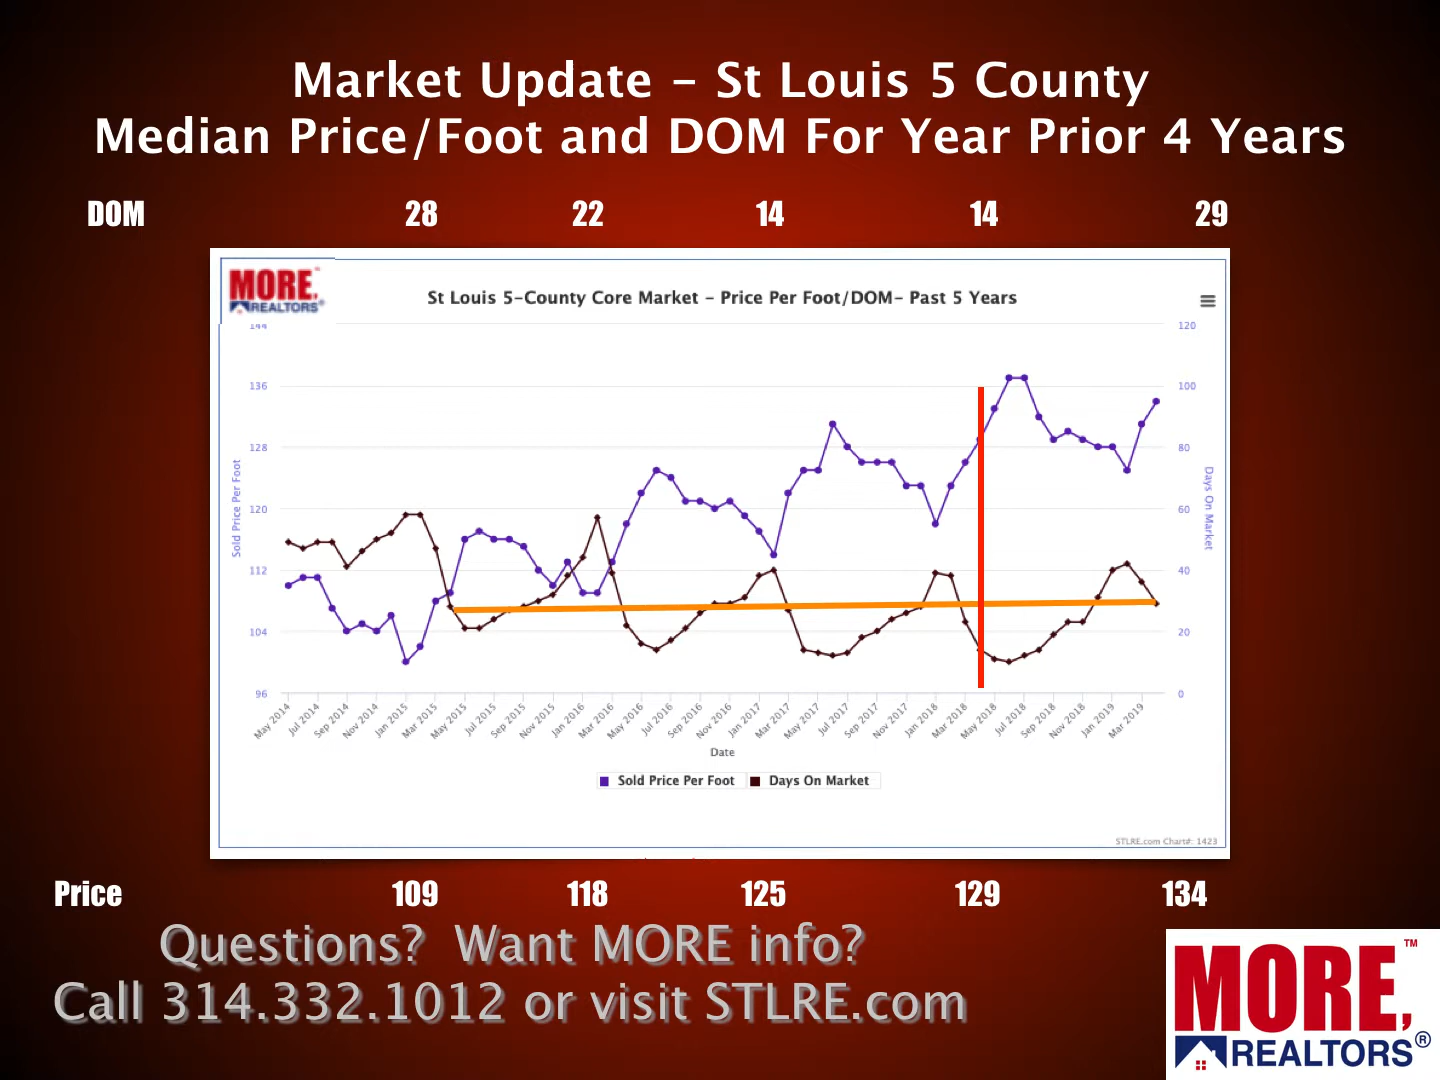 Market Update - St Louis 5 County
Median Price/Foot and DOM For Year Prior 4 Years
DOM 28 22 14 14 29
MORE,
REALTORS®
St Louis 5-County Core Market - Price Per Foot/DOM- Past 5 Years
144 120
136 100
128 80
120 60
112 40
104 20
96 0
Sold Price Per Foot
Days On Market
May 2014 Jul 2014 Sep 2014 Nov 2014 Jan 2015 Mar 2015 May 2015 Jul 2015 Sep 2015 Nov 2015 Jan 2016 Mar 2016 May 2016 Jul 2016 Sep 2016 Nov 2016 Jan 2017 Mar 2017 May 2017 Jul 2017 Sep 2017 Nov 2017 Jan 2018 Mar 2018 May 2018 Jul 2018 Sep 2018 Nov 2018 Jan 2019 Mar 2019
Date
Sold Price Per Foot Days On Market
STLRE.com Chart#: 1423
Price 109 118 125 129 134
Questions? Want MORE info?
Call 314.332.1012 or visit STLRE.com
MORE,™
REALTORS®